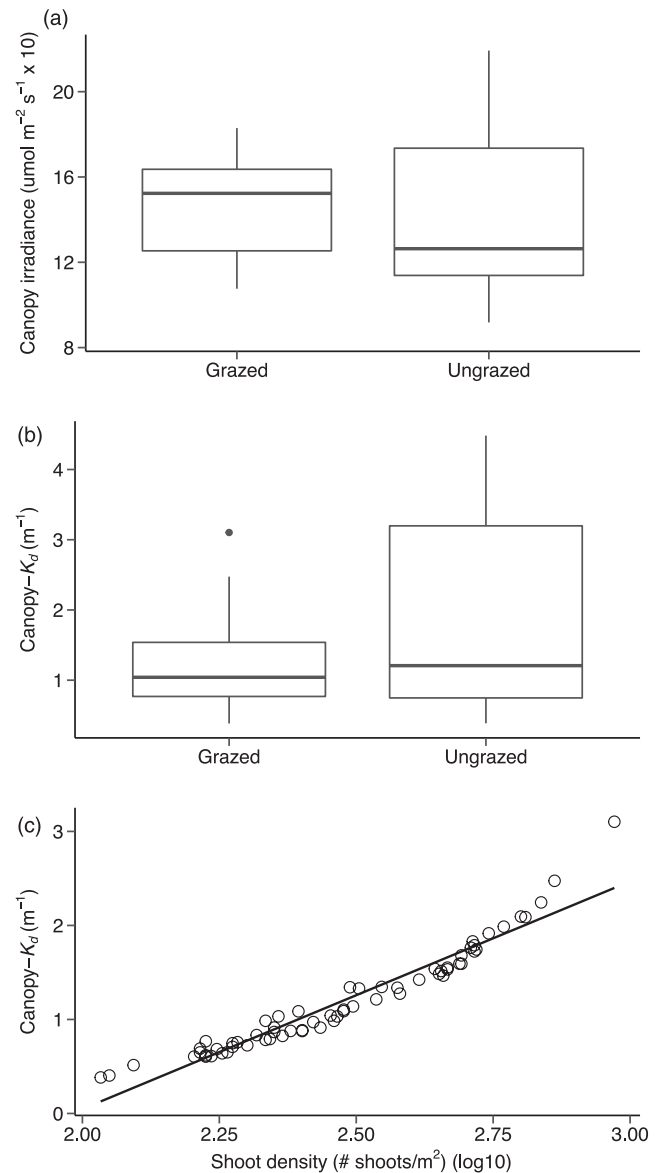 (a)
Canopy irradiance (umol m⁻² s⁻¹ x 10)
20
16
12
8
Grazed Ungrazed
(b)
Canopy–K_d (m⁻¹)
4
3
2
1
Grazed Ungrazed
(c)
Canopy–K_d (m⁻¹)
3
2
1
0
2.00 2.25 2.50 2.75 3.00
Shoot density (# shoots/m²) (log10)